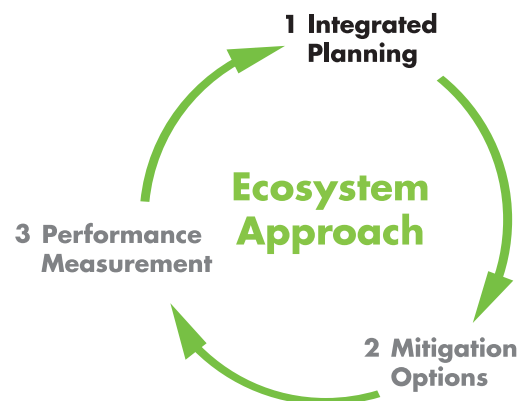 1 Integrated
Planning
Ecosystem
Approach
3 Performance
Measurement
2 Mitigation
Options